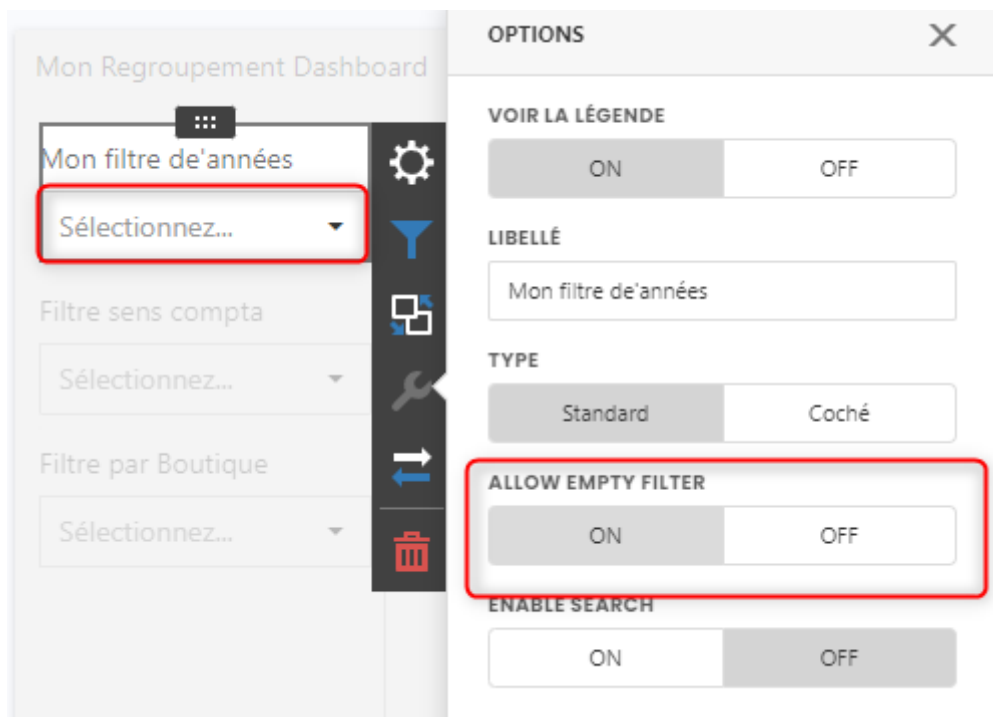 Mon Regroupement Dashboard
Mon filtre de'années
Sélectionnez...
Filtre sens compta
Sélectionnez...
Filtre par Boutique
Sélectionnez...
OPTIONS
VOIR LA LÉGENDE
ON OFF
LIBELLÉ
Mon filtre de'années
TYPE
Standard Coché
ALLOW EMPTY FILTER
ON OFF
ENABLE SEARCH
ON OFF